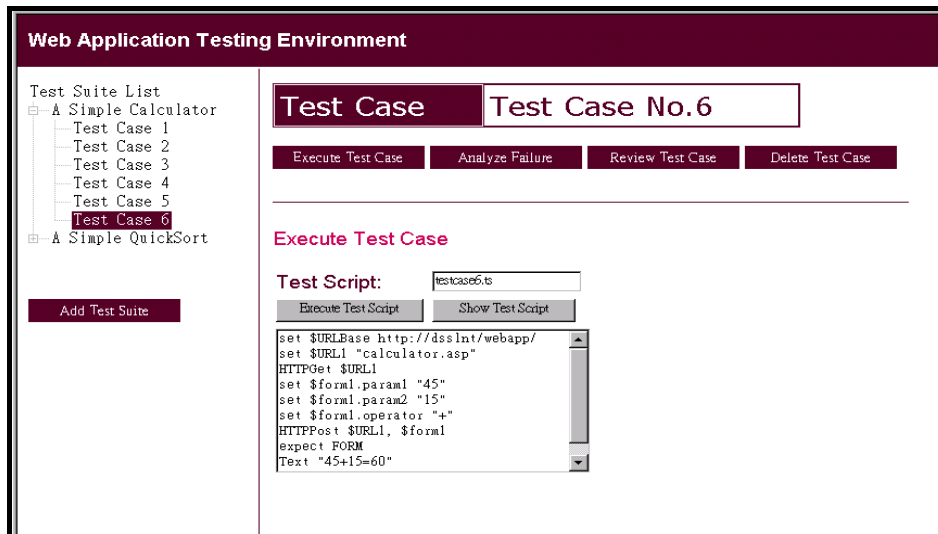 Web Application Testing Environment
Test Suite List
A Simple Calculator
Test Case 1
Test Case 2
Test Case 3
Test Case 4
Test Case 5
Test Case 6
A Simple QuickSort
Add Test Suite
Test Case Test Case No.6
Execute Test Case Analyze Failure Review Test Case Delete Test Case
Execute Test Case
Test Script: testcase6.ts
Execute Test Script Show Test Script
set $URLBase http://dsslnt/webapp/
set $URL1 "calculator.asp"
HTTPGet $URL1
set $form1.param1 "45"
set $form1.param2 "15"
set $form1.operator "+"
HTTPPost $URL1, $form1
expect FORM
Text "45+15=60"